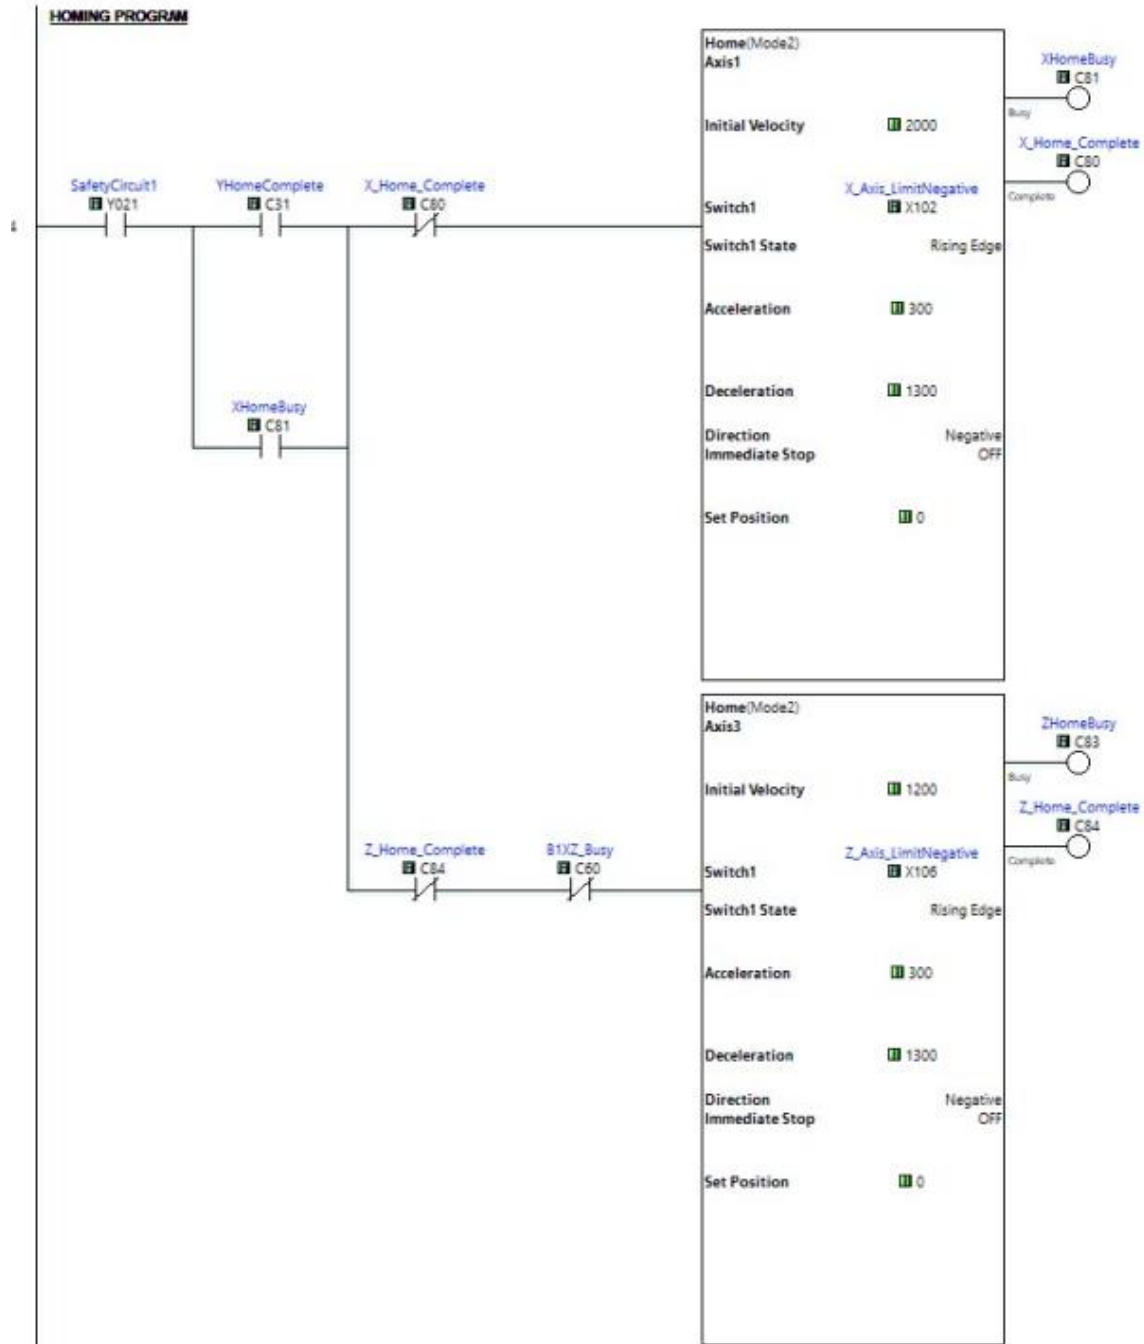 HOMING PROGRAM
Home(Mode2)
Axis1
XHomeBusy
C81
Busy
Initial Velocity 2000
X_Home_Complete
C80
Complete
SafetyCircuit1 YHomeComplete X_Home_Complete
Y021 C31 C80
X_Axis_LimitNegative
Switch1 X102
4
Switch1 State Rising Edge
Acceleration 300
Deceleration 1300
XHomeBusy
C81
Direction Negative
Immediate Stop OFF
Set Position 0
Home(Mode2)
Axis3
ZHomeBusy
C83
Busy
Initial Velocity 1200
Z_Home_Complete
C84
Complete
Z_Home_Complete B1XZ_Busy
C84 C60
Z_Axis_LimitNegative
Switch1 X106
Switch1 State Rising Edge
Acceleration 300
Deceleration 1300
Direction Negative
Immediate Stop OFF
Set Position 0